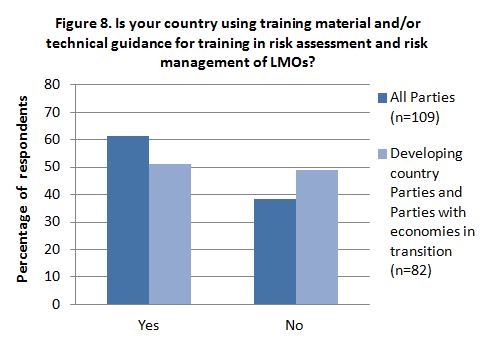 Figure 8. Is your country using training material and/or
technical guidance for training in risk assessment and risk
management of LMOs?
Percentage of respondents
80
70
60
50
40
30
20
10
0
Yes
No
All Parties
(n=109)
Developing
country
Parties and
Parties with
economies in
transition
(n=82)